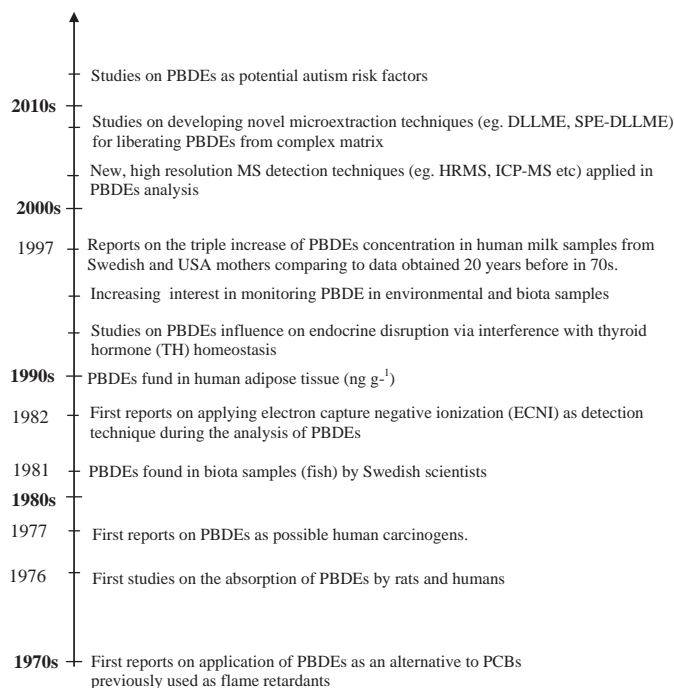 Studies on PBDEs as potential autism risk factors
2010s
Studies on developing novel microextraction techniques (eg. DLLME, SPE-DLLME)
for liberating PBDEs from complex matrix
New, high resolution MS detection techniques (eg. HRMS, ICP-MS etc) applied in
PBDEs analysis
2000s
1997 Reports on the triple increase of PBDEs concentration in human milk samples from
Swedish and USA mothers comparing to data obtained 20 years before in 70s.
Increasing interest in monitoring PBDE in environmental and biota samples
Studies on PBDEs influence on endocrine disruption via interference with thyroid
hormone (TH) homeostasis
1990s PBDEs fund in human adipose tissue (ng g-¹)
1982 First reports on applying electron capture negative ionization (ECNI) as detection
technique during the analysis of PBDEs
1981 PBDEs found in biota samples (fish) by Swedish scientists
1980s
1977 First reports on PBDEs as possible human carcinogens.
1976 First studies on the absorption of PBDEs by rats and humans
1970s First reports on application of PBDEs as an alternative to PCBs
previously used as flame retardants